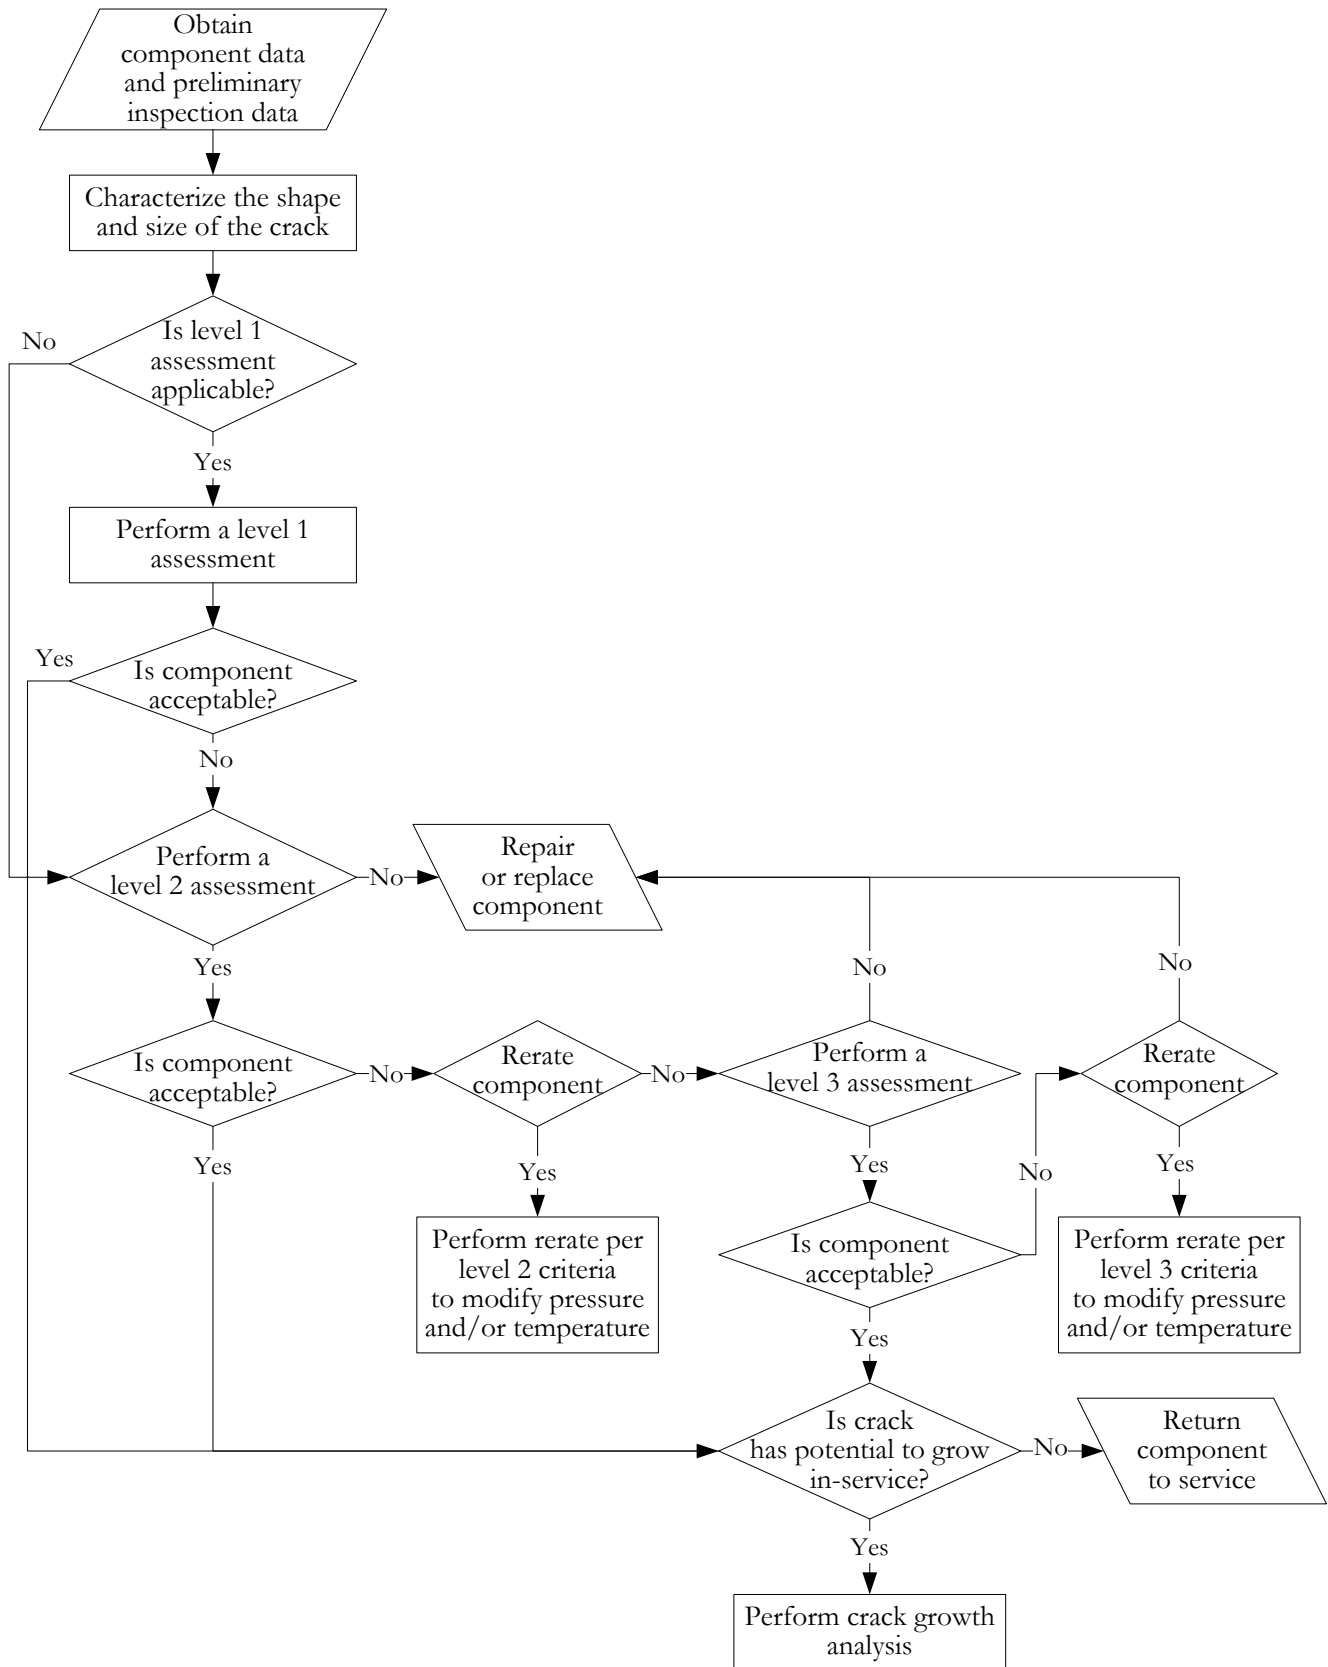 Obtain
component data
and preliminary
inspection data
Characterize the shape
and size of the crack
Is level 1
assessment
applicable?
No
Yes
Perform a level 1
assessment
Is component
acceptable?
Yes
No
Perform a
level 2 assessment
No
Repair
or replace
component
Yes
No
No
Is component
acceptable?
No
Rerate
component
No
Perform a
level 3 assessment
Rerate
component
Yes
Yes
Yes
No
Yes
Perform rerate per
level 2 criteria
to modify pressure
and/or temperature
Is component
acceptable?
Perform rerate per
level 3 criteria
to modify pressure
and/or temperature
Yes
Is crack
has potential to grow
in-service?
No
Return
component
to service
Yes
Perform crack growth
analysis